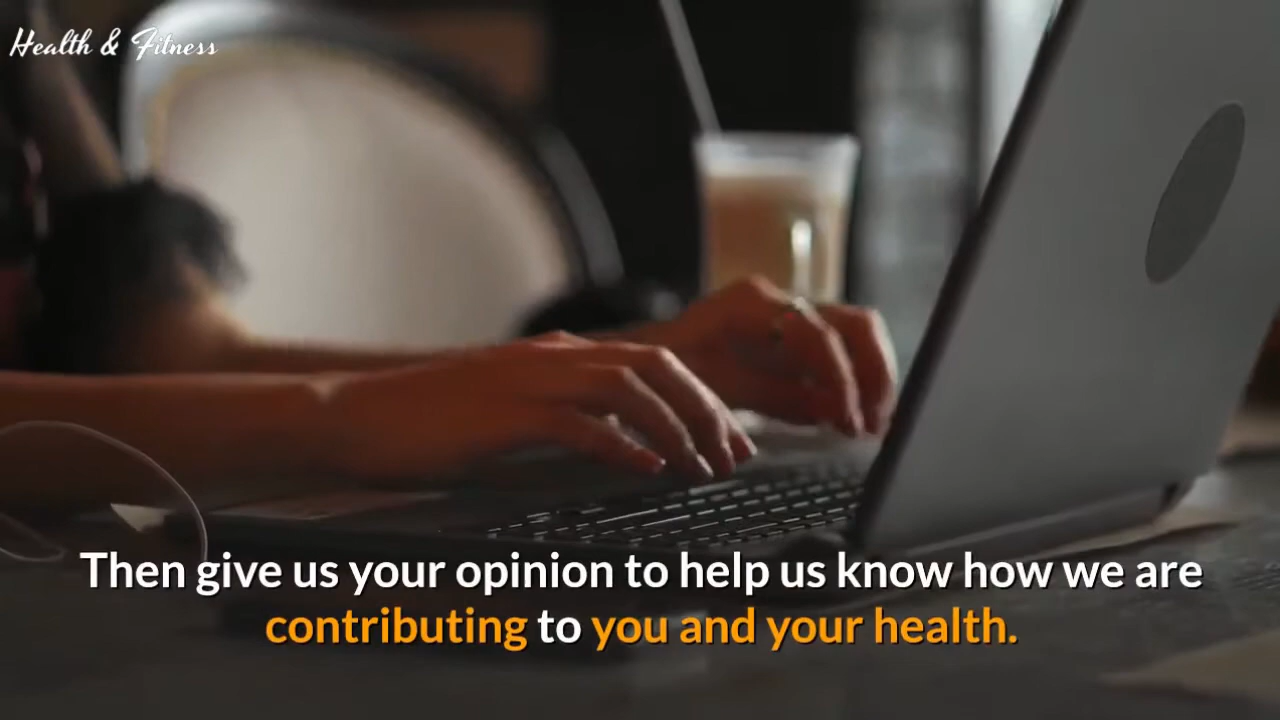 Health & Fitness
Then give us your opinion to help us know how we are
contributing to you and your health.